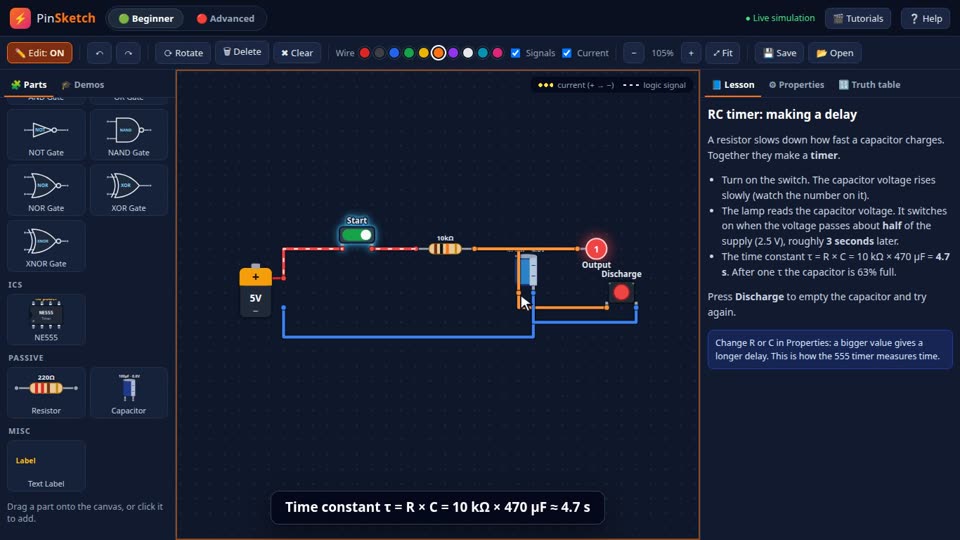 PinSketch
Beginner
Advanced
● Live simulation
Tutorials
? Help
Edit: ON
Rotate
Delete
Clear
Wire
Signals
Current
− 105% +
Fit
Save
Open
Parts
Demos
NOT
NOT Gate
NAND
NAND Gate
NOR
NOR Gate
XOR
XOR Gate
XNOR
XNOR Gate
ICS
NE555
NE555
PASSIVE
220Ω
Resistor
Capacitor
MISC
Label
Text Label
Drag a part onto the canvas, or click it
to add.
current (+ → −)
logic signal
Start
10kΩ
+
5V
−
1
Output
Discharge
Time constant τ = R × C = 10 kΩ × 470 µF ≈ 4.7 s
Lesson
Properties
Truth table
RC timer: making a delay
A resistor slows down how fast a capacitor charges.
Together they make a timer.
• Turn on the switch. The capacitor voltage rises
slowly (watch the number on it).
• The lamp reads the capacitor voltage. It switches
on when the voltage passes about half of the
supply (2.5 V), roughly 3 seconds later.
• The time constant τ = R × C = 10 kΩ × 470 µF = 4.7
s. After one τ the capacitor is 63% full.
Press Discharge to empty the capacitor and try
again.
Change R or C in Properties: a bigger value gives a
longer delay. This is how the 555 timer measures time.